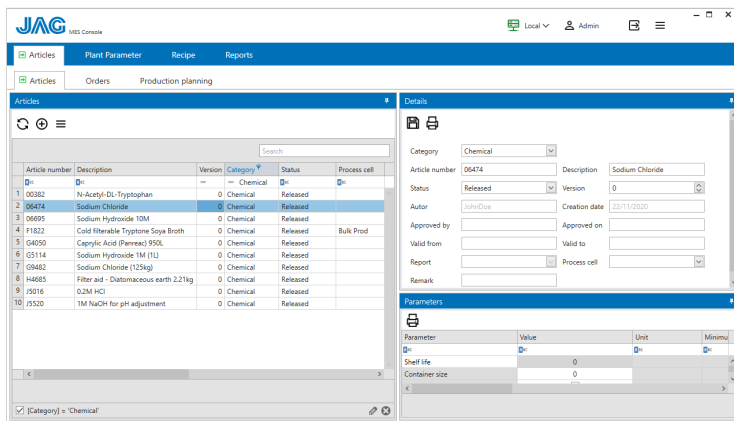 JAG MES Console
Local Admin
Articles Plant Parameter Recipe Reports
Articles Orders Production planning
Articles
Search
Article number Description Version Category Status Process cell
= Chemical
1 00382 N-Acetyl-DL-Tryptophan 0 Chemical Released
2 06474 Sodium Chloride 0 Chemical Released
3 06695 Sodium Hydroxide 10M 0 Chemical Released
4 F1822 Cold filterable Tryptone Soya Broth 0 Chemical Released Bulk Prod
5 G4050 Caprylic Acid (Panreac) 950L 0 Chemical Released
6 G5114 Sodium Hydroxide 1M (1L) 0 Chemical Released
7 G9482 Sodium Chloride (125kg) 0 Chemical Released
8 H4685 Filter aid - Diatomaceous earth 2.21kg 0 Chemical Released
9 J5016 0.2M HCl 0 Chemical Released
10 J5520 1M NaOH for pH adjustment 0 Chemical Released
[Category] = 'Chemical'
Details
Category Chemical
Article number 06474 Description Sodium Chloride
Status Released Version 0
Autor JohnDoe Creation date 22/11/2020
Approved by Approved on
Valid from Valid to
Report Process cell
Remark
Parameters
Parameter Value Unit Minimu
Shelf life 0
Container size 0